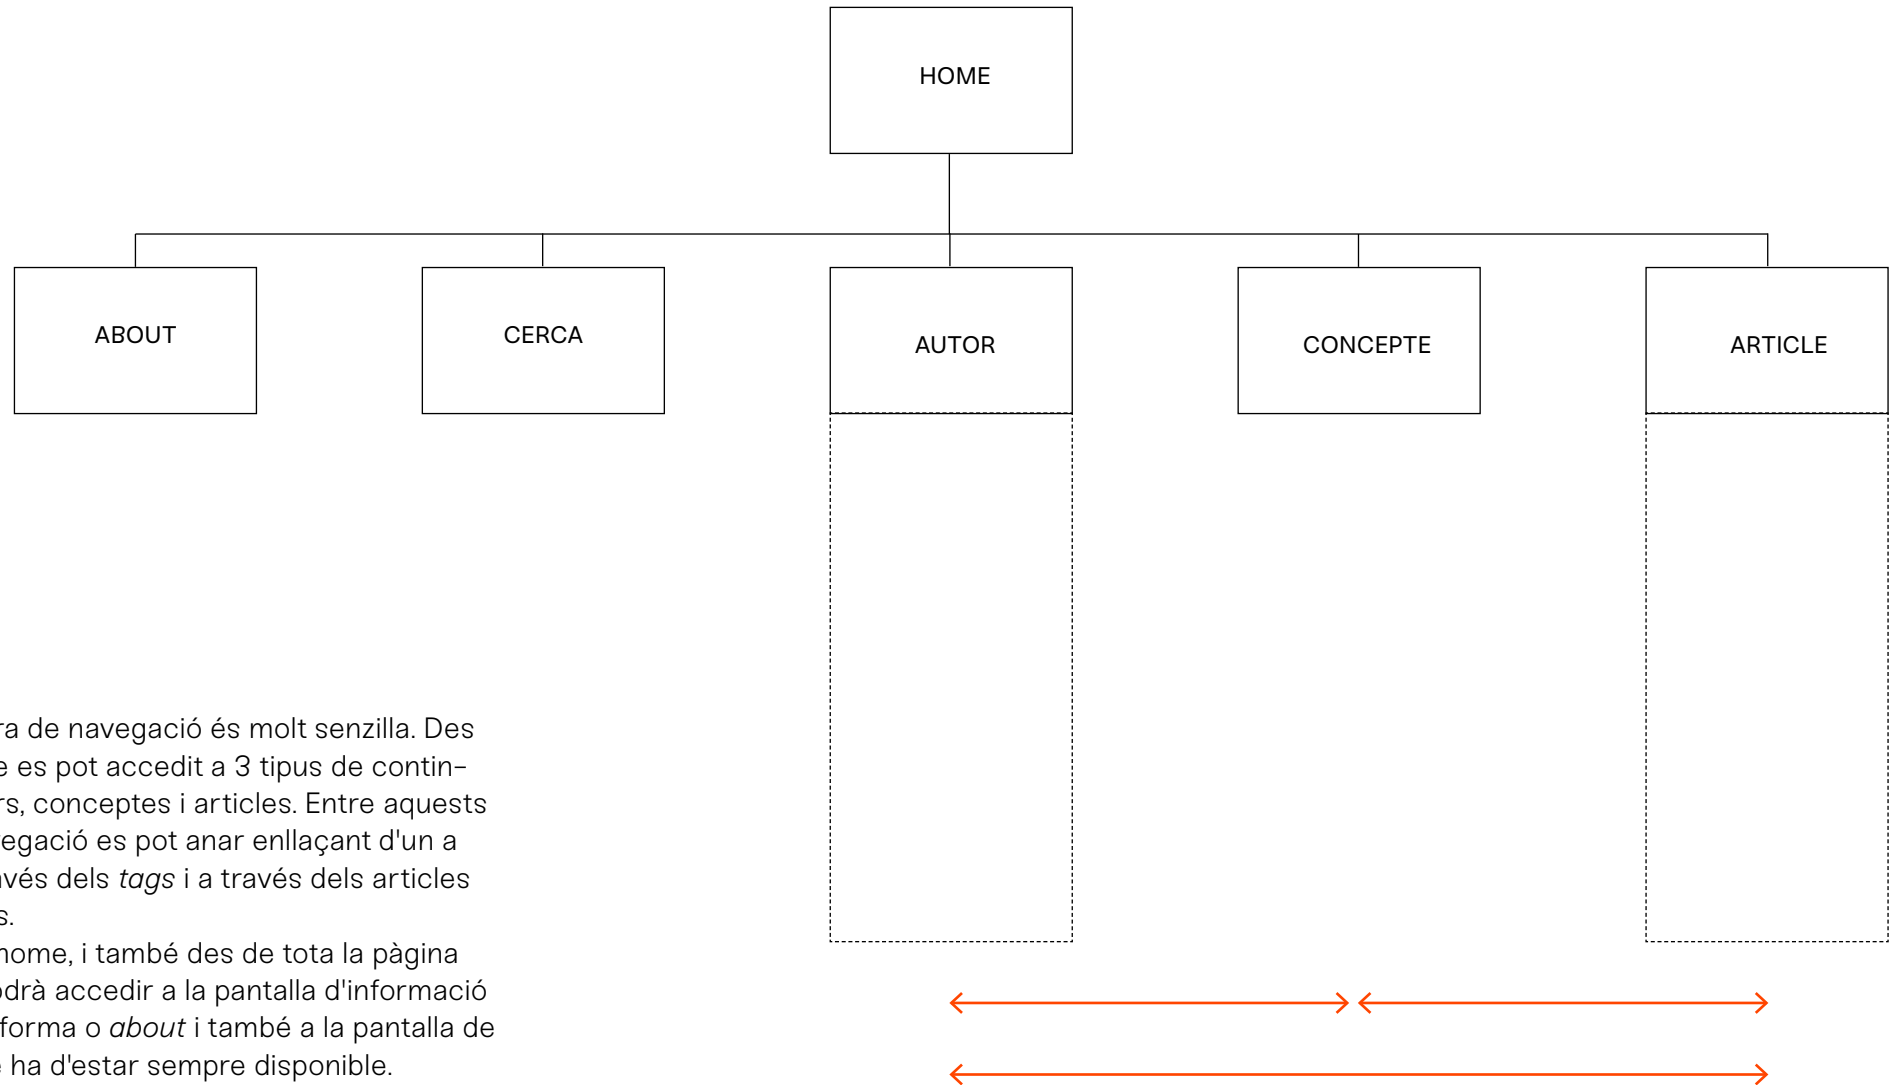 HOME
ABOUT
CERCA
AUTOR
CONCEPTE
ARTICLE
de navegació és molt senzilla. Des
es pot accedit a 3 tipus de contin-
conceptes i articles. Entre aquests
es pot anar enllaçant d'un a
dels tags i a través dels articles
i també des de tota la pàgina
accedir a la pantalla d'informació
o about i també a la pantalla de
ha d'estar sempre disponible.